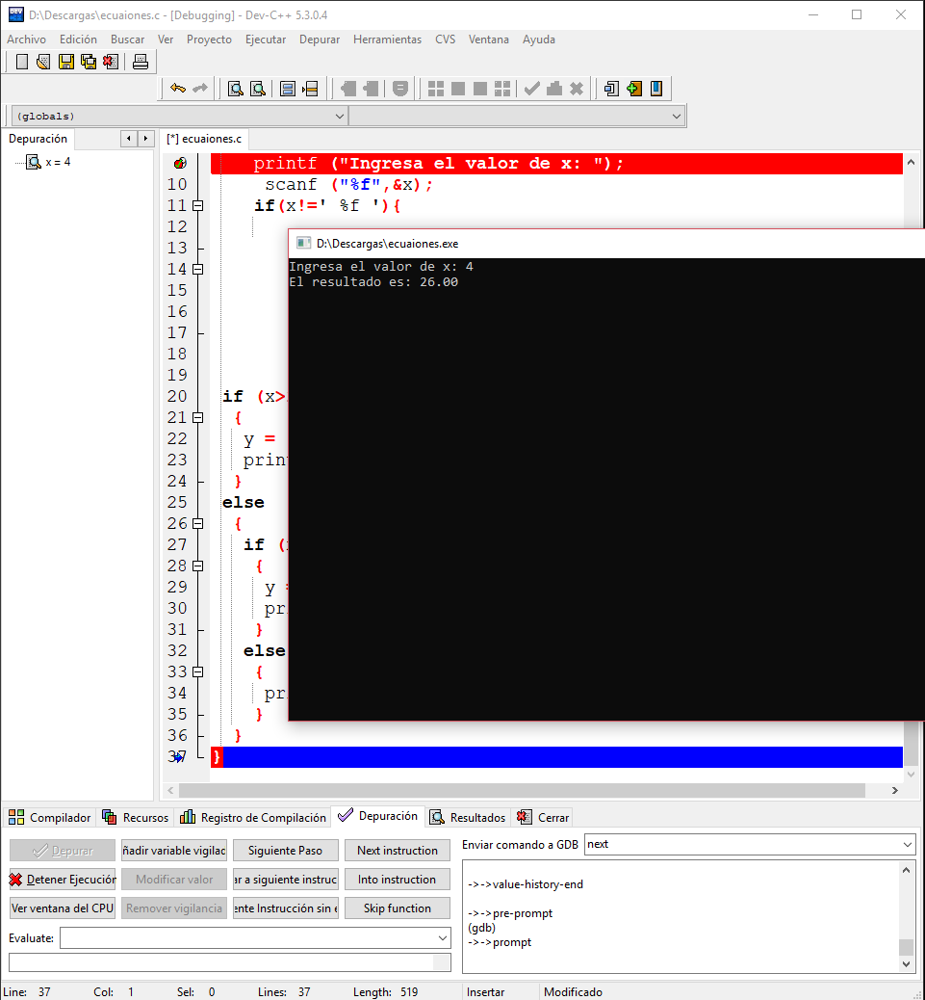 D:\Descargas\ecuaiones.c - [Debugging] - Dev-C++ 5.3.0.4
Archivo Edición Buscar Ver Proyecto Ejecutar Depurar Herramientas CVS Ventana Ayuda
(globals)
Depuración
[*] ecuaiones.c
x = 4
printf ("Ingresa el valor de x: ");
10 scanf ("%f",&x);
11 if(x!=' %f '){
12
13
14
15
16
17
18
19
20 if (x>
21 {
22 y =
23 prin
24 }
25 else
26 {
27 if (
28 {
29 y
30 pr
31 }
32 else
33 {
34 pr
35 }
36 }
37 }
D:\Descargas\ecuaiones.exe
Ingresa el valor de x: 4
El resultado es: 26.00
Compilador Recursos Registro de Compilación Depuración Resultados Cerrar
Depurar ñadir variable vigilac Siguiente Paso Next instruction
Detener Ejecución Modificar valor ar a siguiente instruc Into instruction
Ver ventana del CPU Remover vigilancia ente Instrucción sin e Skip function
Evaluate:
Enviar comando a GDB next
->->value-history-end
->->pre-prompt
(gdb)
->->prompt
Line: 37 Col: 1 Sel: 0 Lines: 37 Length: 519 Insertar Modificado